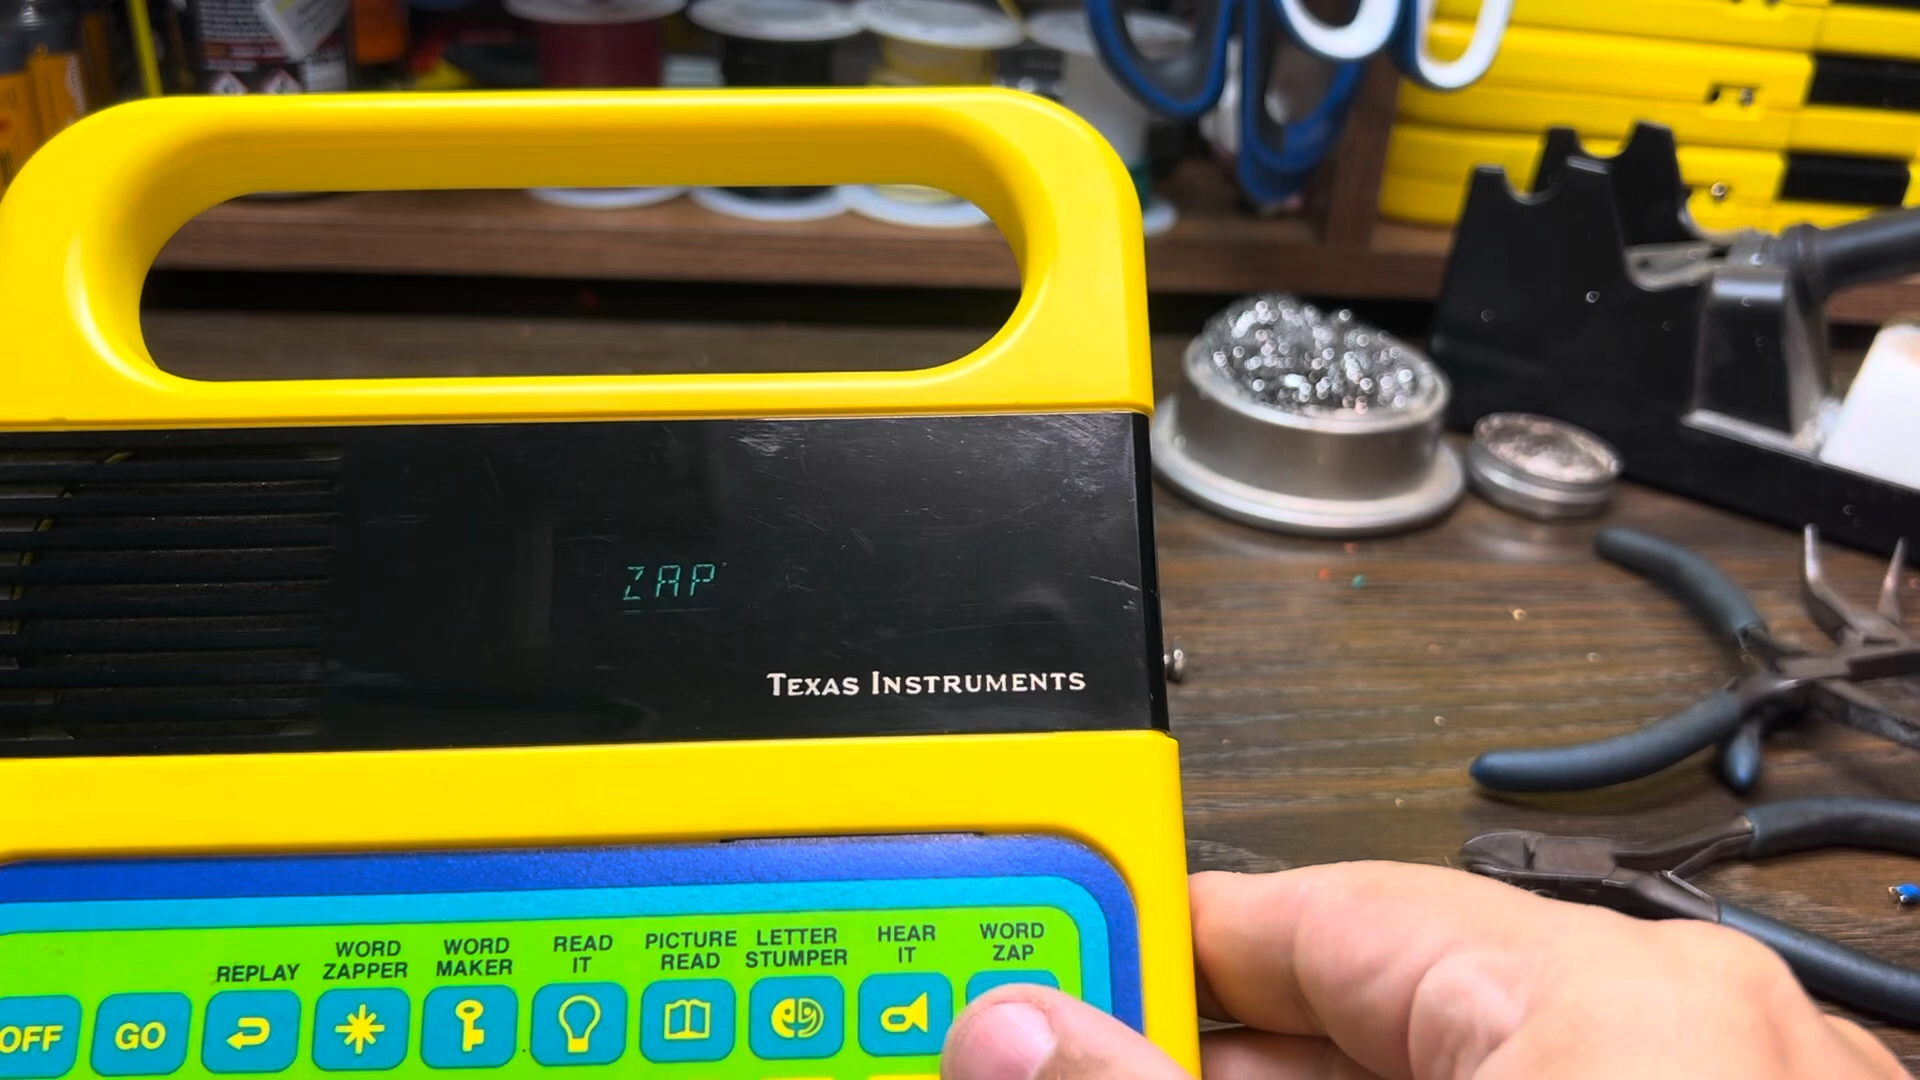 ZAP
TEXAS INSTRUMENTS
REPLAY
WORD
ZAPPER
WORD
MAKER
READ
IT
PICTURE
READ
LETTER
STUMPER
HEAR
IT
WORD
ZAP
OFF
GO